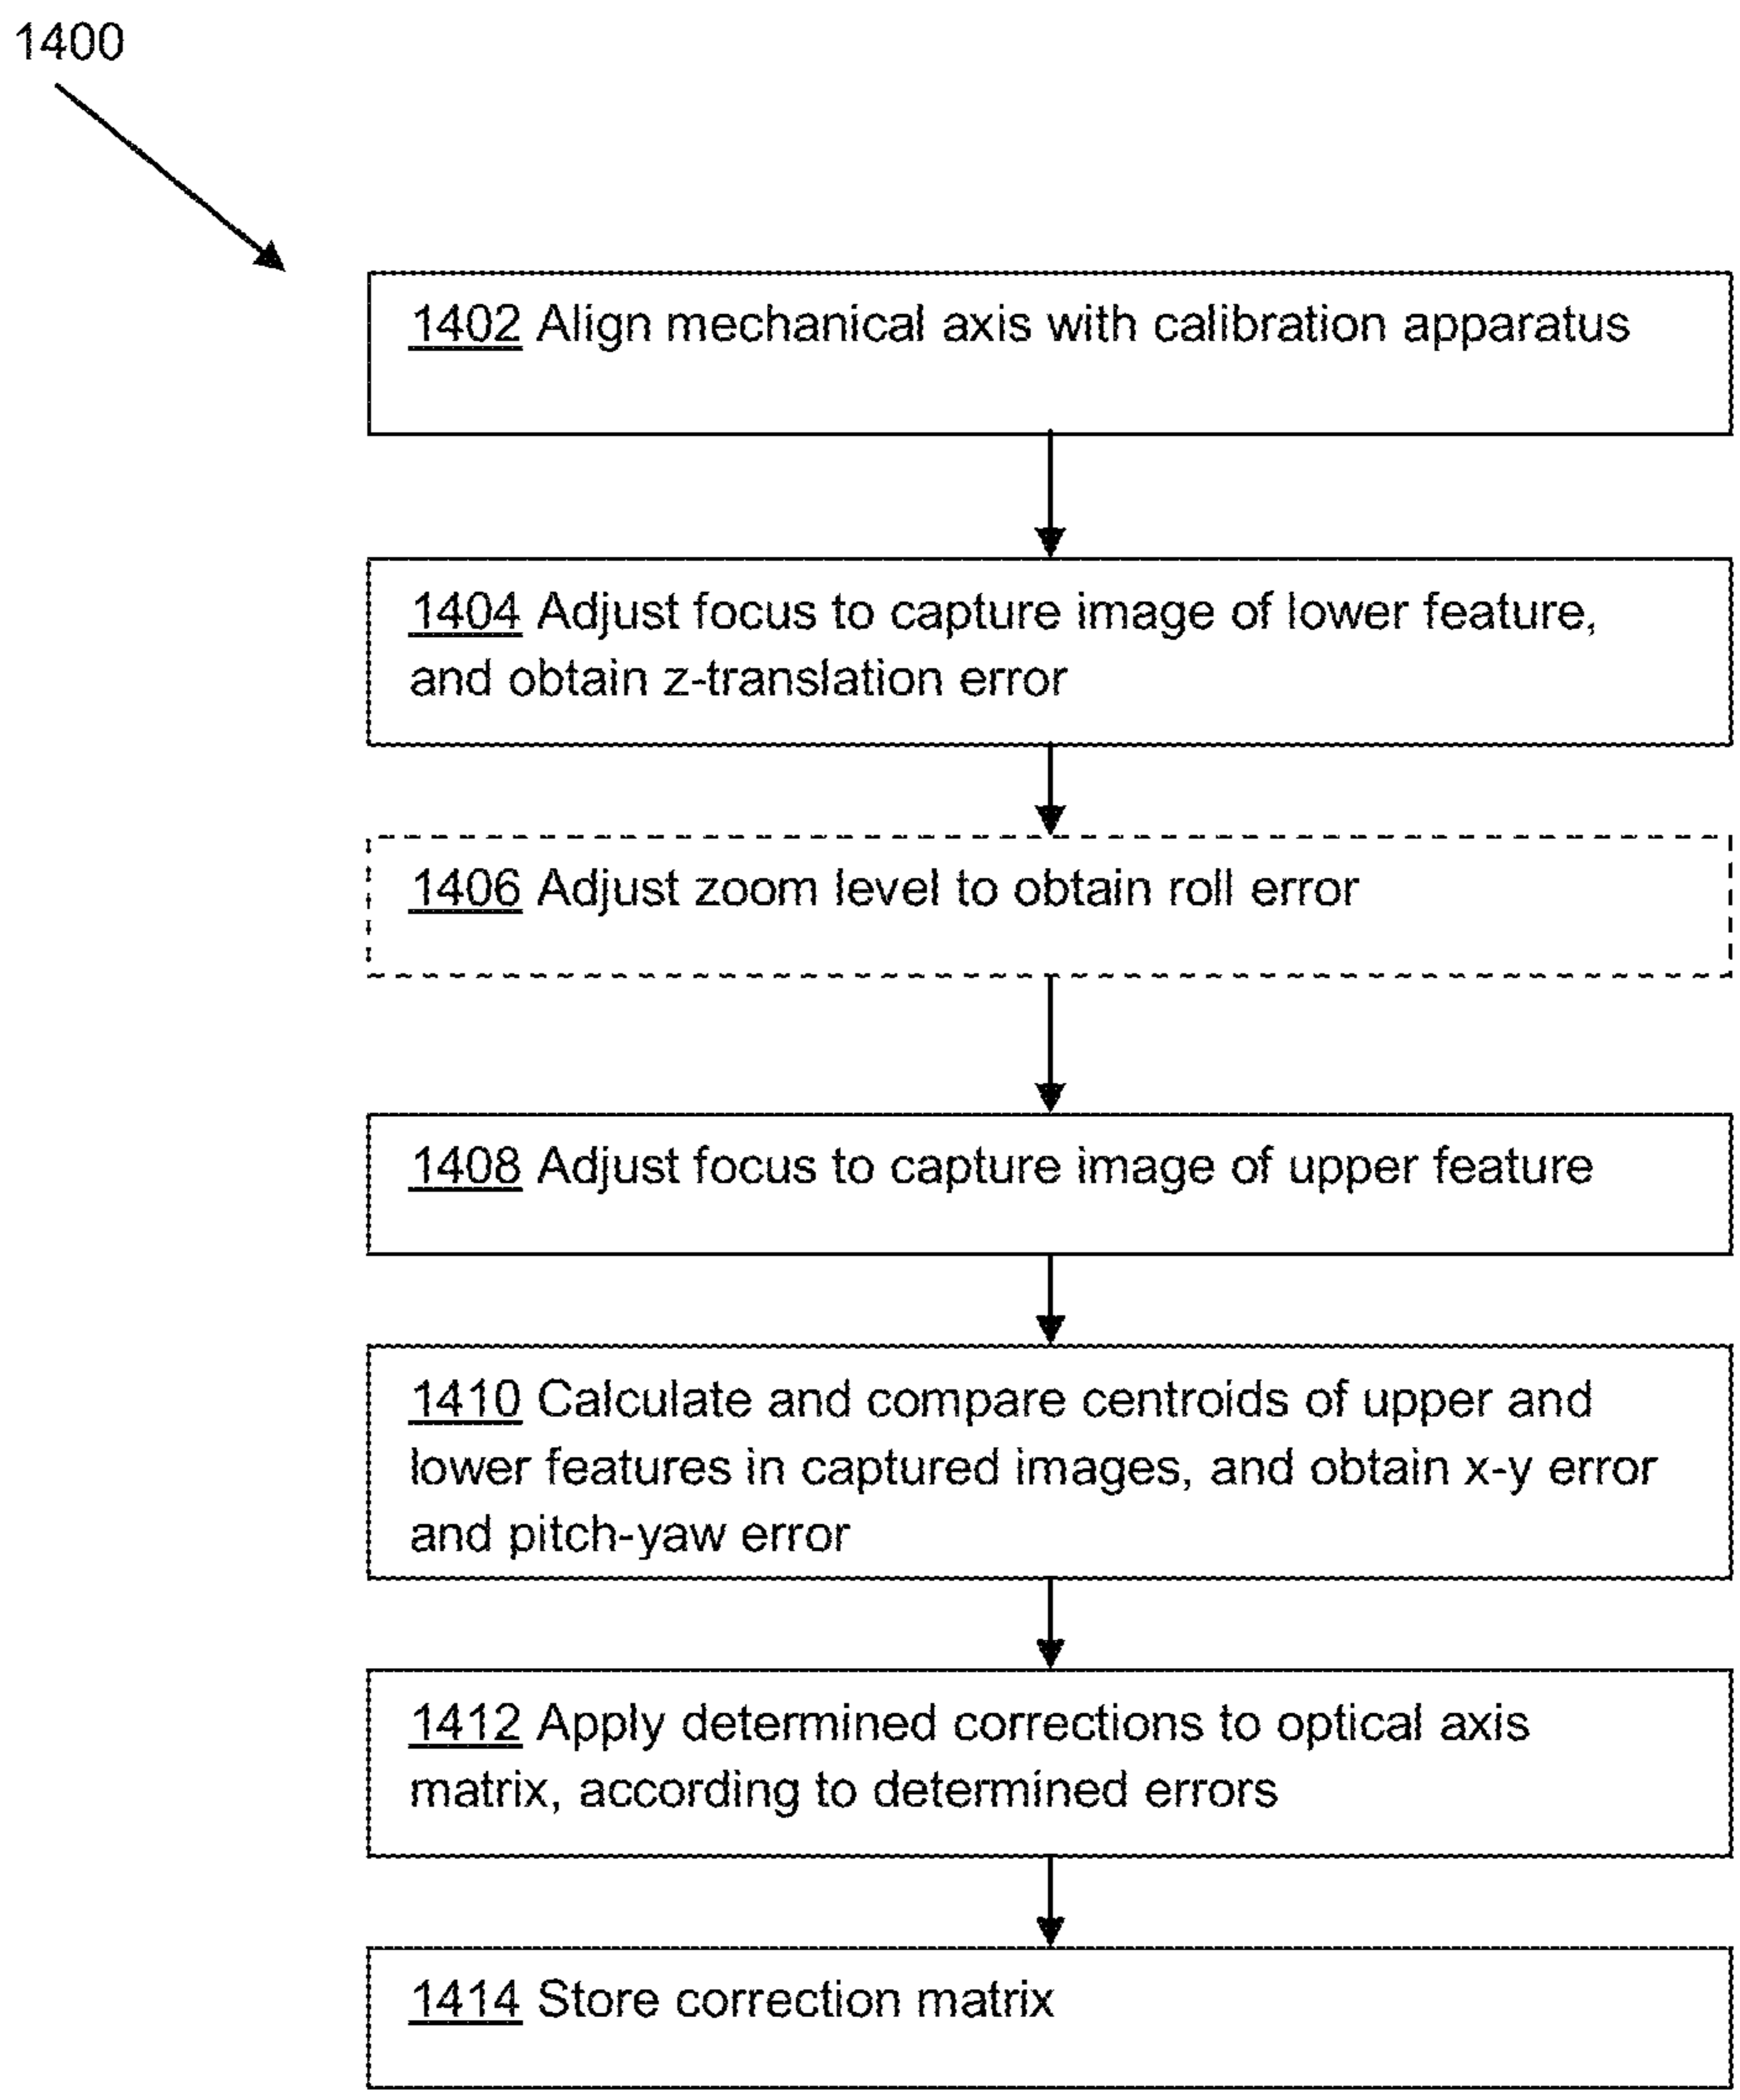 1400
1402 Align mechanical axis with calibration apparatus
1404 Adjust focus to capture image of lower feature,
and obtain z-translation error
1406 Adjust zoom level to obtain roll error
1408 Adjust focus to capture image of upper feature
1410 Calculate and compare centroids of upper and
lower features in captured images, and obtain x-y error
and pitch-yaw error
1412 Apply determined corrections to optical axis
matrix, according to determined errors
1414 Store correction matrix